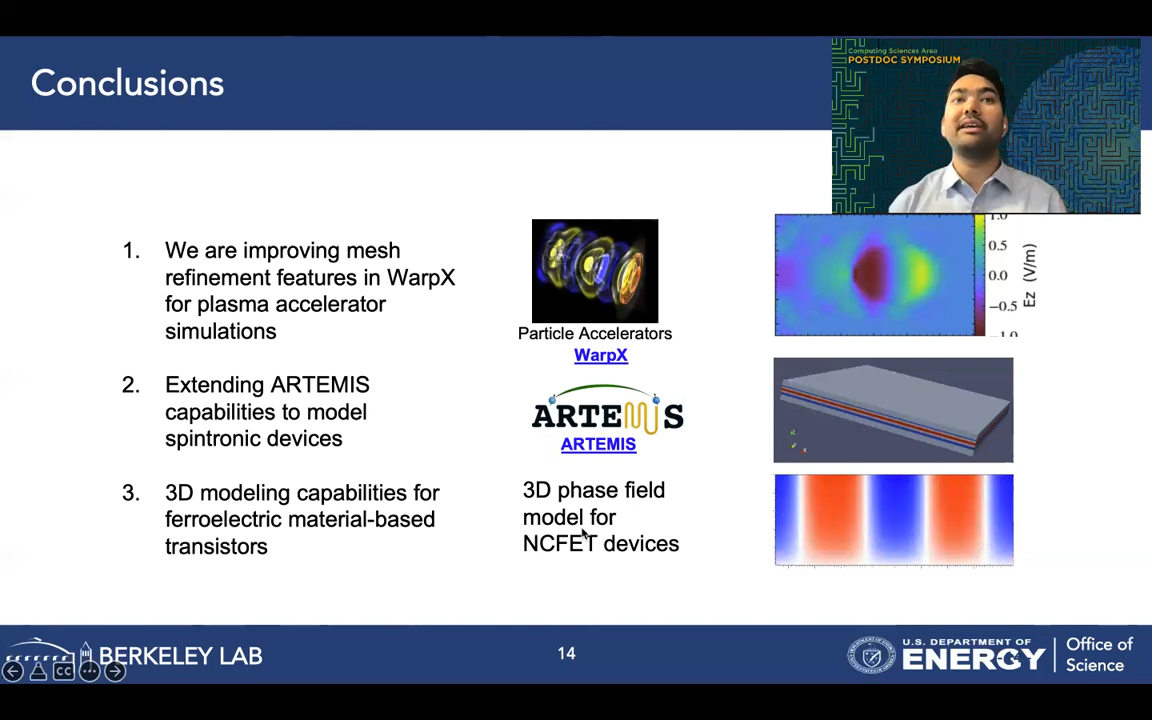 Conclusions
Computing Sciences Area
POSTDOC SYMPOSIUM
1. We are improving mesh
refinement features in WarpX
for plasma accelerator
simulations
Particle Accelerators
WarpX
1.0
0.5
0.0
−0.5
−1.0
Ez (V/m)
2. Extending ARTEMIS
capabilities to model
spintronic devices
ARTEMIS
ARTEMIS
3. 3D modeling capabilities for
ferroelectric material-based
transistors
3D phase field
model for
NCFET devices
BERKELEY LAB
CC
14
U.S. DEPARTMENT OF
ENERGY
Office of
Science